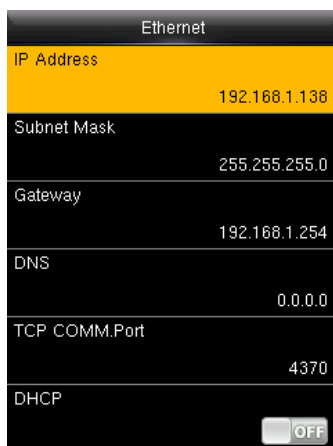 Ethernet
IP Address
192.168.1.138
Subnet Mask
255.255.255.0
Gateway
192.168.1.254
DNS
0.0.0.0
TCP COMM.Port
4370
DHCP
OFF